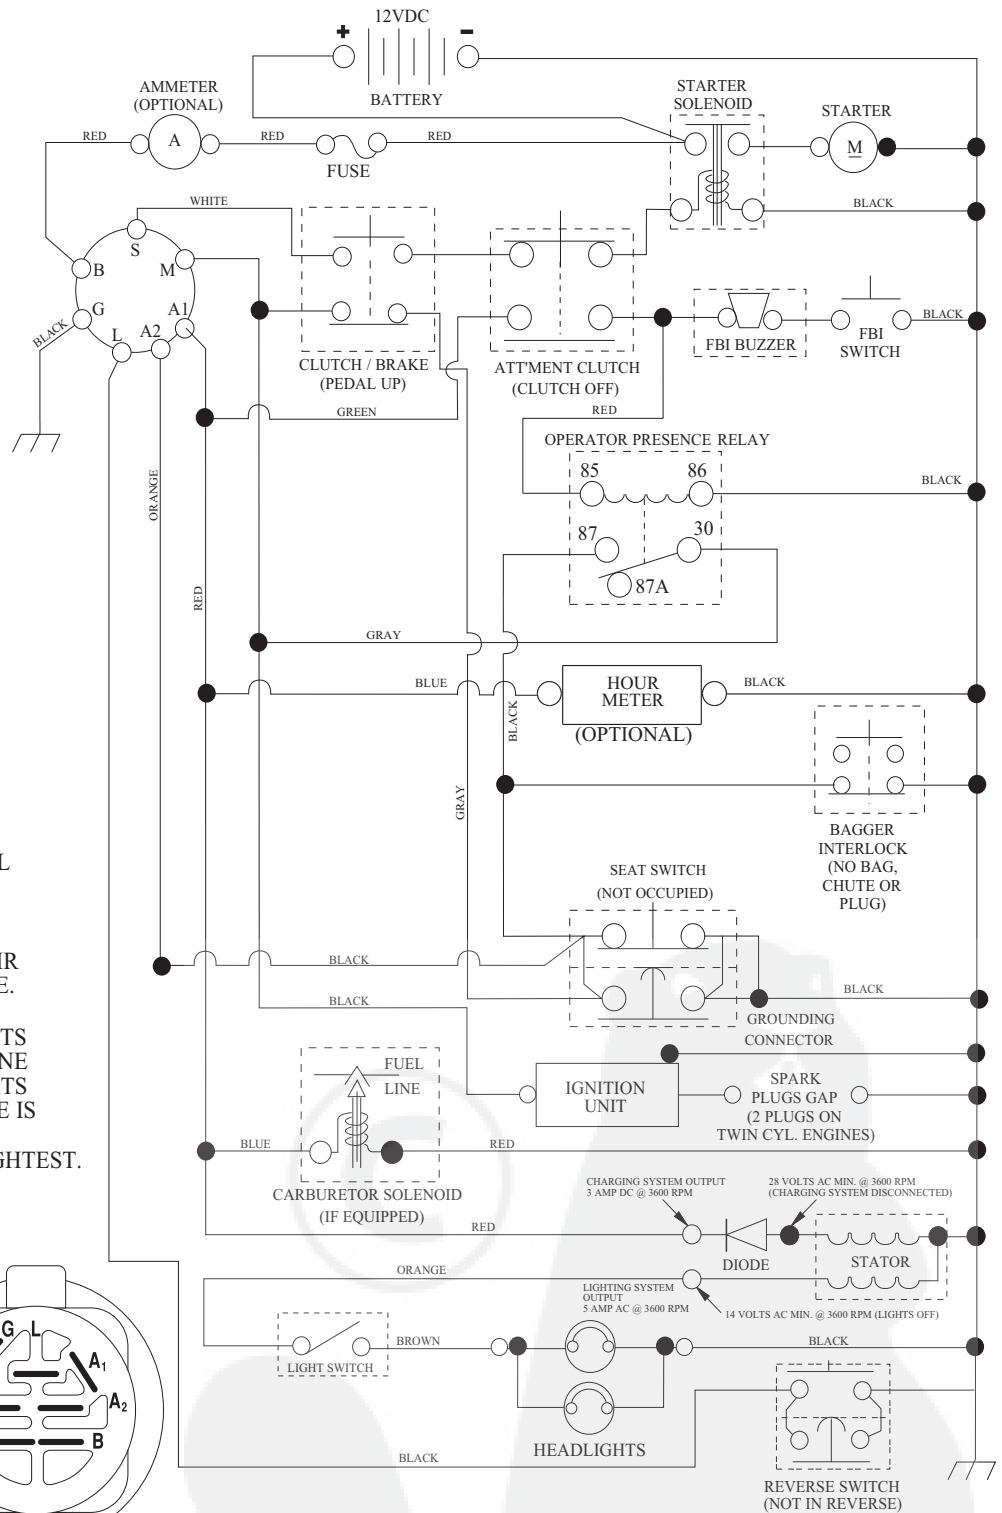 12VDC
+
-
BATTERY
AMMETER
(OPTIONAL)
A
RED
RED
RED
FUSE
STARTER
SOLENOID
STARTER
M
BLACK
WHITE
S
B
M
G
A1
L
A2
BLACK
CLUTCH / BRAKE
(PEDAL UP)
ATT'MENT CLUTCH
(CLUTCH OFF)
FBI BUZZER
FBI
SWITCH
BLACK
GREEN
RED
OPERATOR PRESENCE RELAY
85
86
87
30
87A
BLACK
ORANGE
RED
GRAY
BLUE
HOUR
METER
(OPTIONAL)
BLACK
BLACK
GRAY
BAGGER
INTERLOCK
(NO BAG,
CHUTE OR
PLUG)
SEAT SWITCH
(NOT OCCUPIED)
BLACK
BLACK
BLACK
GROUNDING
CONNECTOR
L
IR
E.
TS
NE
TS
E IS
GHTEST.
FUEL
LINE
IGNITION
UNIT
SPARK
PLUGS GAP
(2 PLUGS ON
TWIN CYL. ENGINES)
BLUE
RED
CARBURETOR SOLENOID
(IF EQUIPPED)
CHARGING SYSTEM OUTPUT
3 AMP DC @ 3600 RPM
28 VOLTS AC MIN. @ 3600 RPM
(CHARGING SYSTEM DISCONNECTED)
RED
DIODE
STATOR
ORANGE
LIGHTING SYSTEM
OUTPUT
5 AMP AC @ 3600 RPM
14 VOLTS AC MIN. @ 3600 RPM (LIGHTS OFF)
LIGHT SWITCH
BROWN
BLACK
HEADLIGHTS
BLACK
REVERSE SWITCH
(NOT IN REVERSE)
G L
A1
A2
B
©